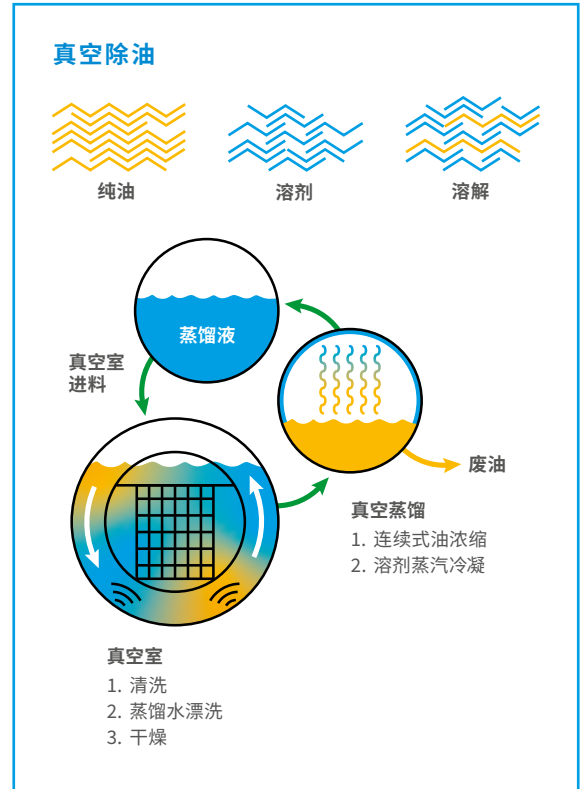 真空除油
纯油
溶剂
溶解
蒸馏液
真空室
进料
废油
真空蒸馏
1. 连续式油浓缩
2. 溶剂蒸汽冷凝
真空室
1. 清洗
2. 蒸馏水漂洗
3. 干燥